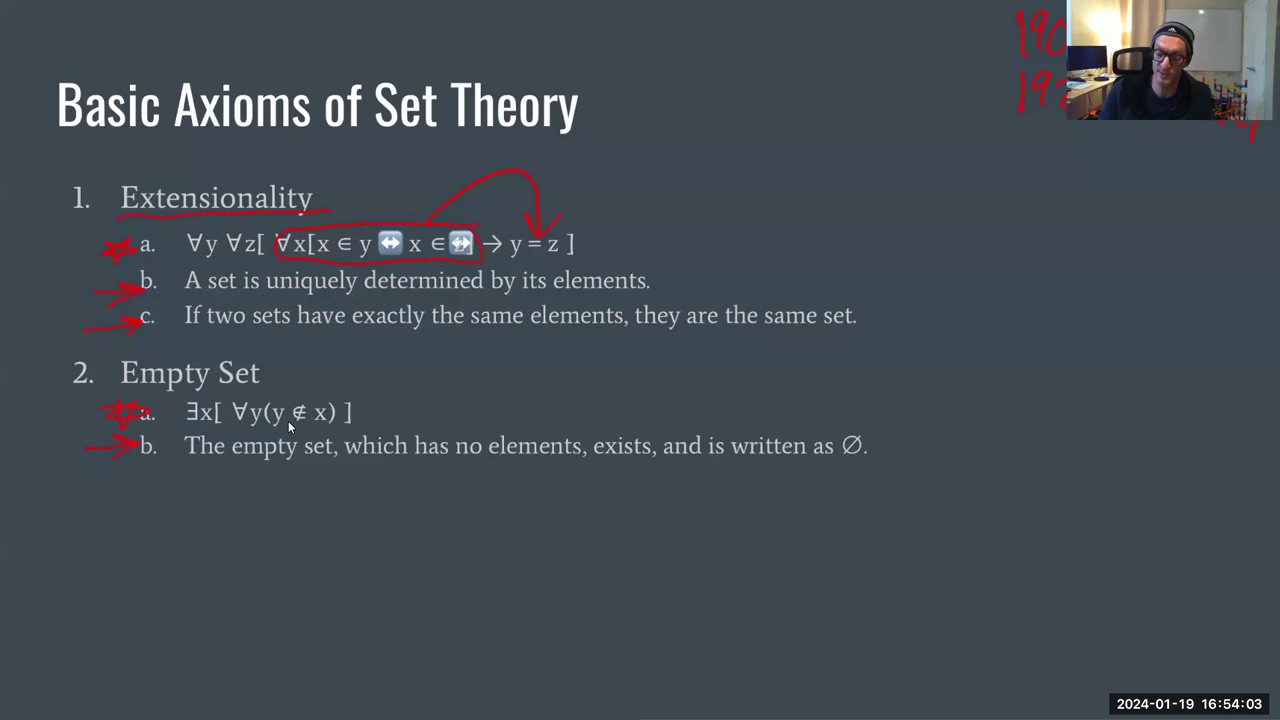 190
192
Basic Axioms of Set Theory
1. Extensionality
a. ∀y ∀z[ ∀x[x ∈ y ↔ x ∈ z] → y = z ]
b. A set is uniquely determined by its elements.
c. If two sets have exactly the same elements, they are the same set.
2. Empty Set
a. ∃x[ ∀y(y ∉ x) ]
b. The empty set, which has no elements, exists, and is written as ∅.
2024-01-19 16:54:03